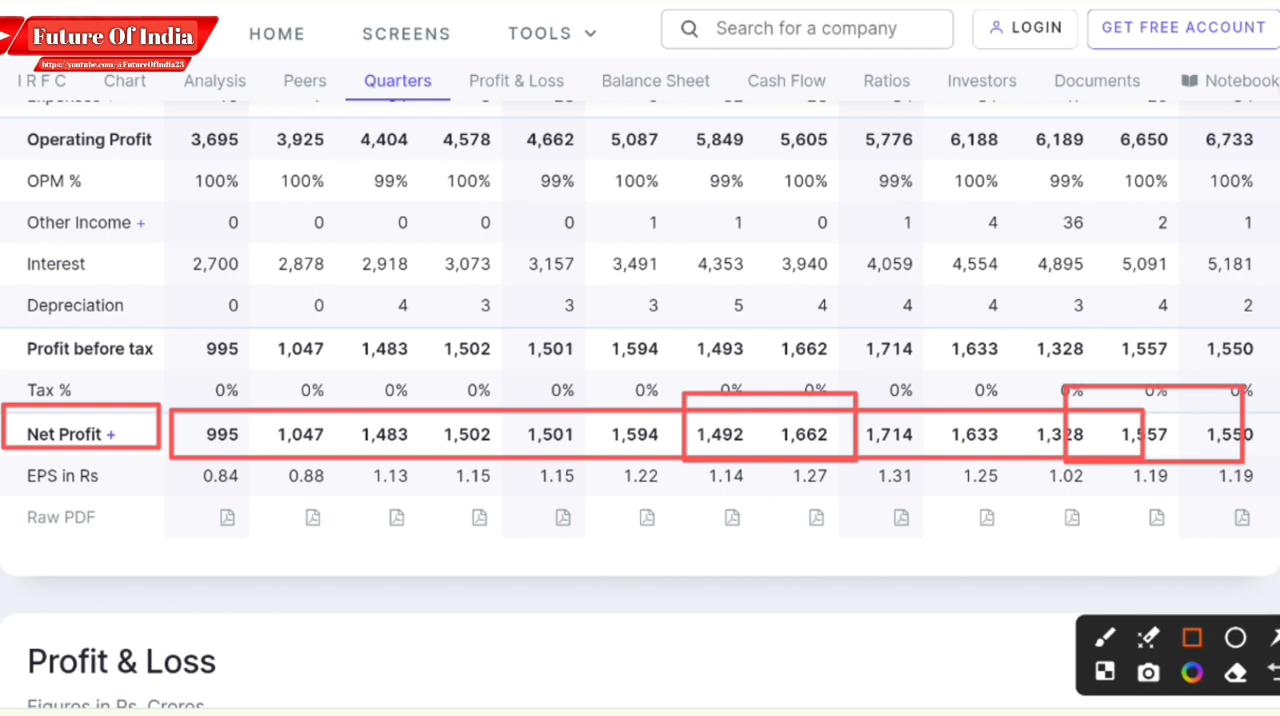 Future Of India
https://youtube.com/@FutureOfIndia23
HOME SCREENS TOOLS Search for a company LOGIN GET FREE ACCOUNT
I R F C Chart Analysis Peers Quarters Profit & Loss Balance Sheet Cash Flow Ratios Investors Documents Notebook
Operating Profit 3,695 3,925 4,404 4,578 4,662 5,087 5,849 5,605 5,776 6,188 6,189 6,650 6,733
OPM % 100% 100% 99% 100% 99% 100% 99% 100% 99% 100% 99% 100% 100%
Other Income + 0 0 0 0 0 1 1 0 1 4 36 2 1
Interest 2,700 2,878 2,918 3,073 3,157 3,491 4,353 3,940 4,059 4,554 4,895 5,091 5,181
Depreciation 0 0 4 3 3 3 5 4 4 4 3 4 2
Profit before tax 995 1,047 1,483 1,502 1,501 1,594 1,493 1,662 1,714 1,633 1,328 1,557 1,550
Tax % 0% 0% 0% 0% 0% 0% 0% 0% 0% 0% 0% 0% 0%
Net Profit + 995 1,047 1,483 1,502 1,501 1,594 1,492 1,662 1,714 1,633 1,328 1,557 1,550
EPS in Rs 0.84 0.88 1.13 1.15 1.15 1.22 1.14 1.27 1.31 1.25 1.02 1.19 1.19
Raw PDF
Profit & Loss
Figures in Rs. Crores